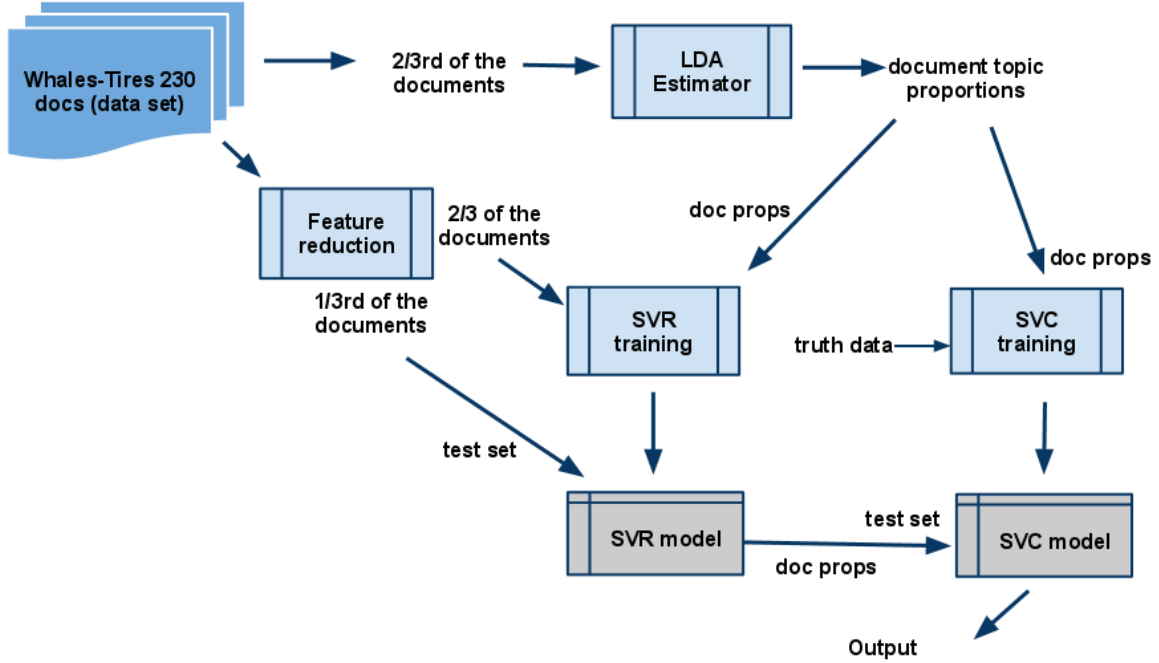 Whales-Tires 230
docs (data set)
2/3rd of the
documents
LDA
Estimator
document topic
proportions
Feature
reduction
2/3 of the
documents
doc props
doc props
1/3rd of the
documents
SVR
training
truth data
SVC
training
test set
SVR model
doc props
test set
SVC model
Output